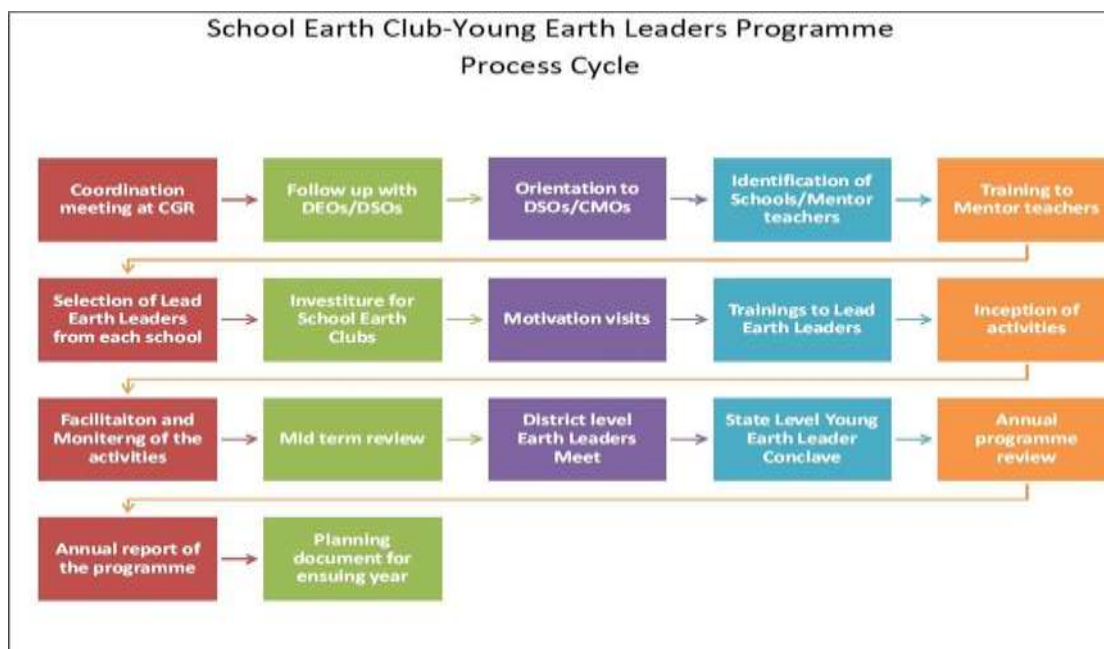 School Earth Club-Young Earth Leaders Programme
Process Cycle
Coordination
meeting at CGR
Follow up with
DEOs/DSOs
Orientation to
DSOs/CMOs
Identification of
Schools/Mentor
teachers
Training to
Mentor teachers
Selection of Lead
Earth Leaders
from each school
Investiture for
School Earth
Clubs
Motivation visits
Trainings to Lead
Earth Leaders
Inception of
activities
Facilitaiton and
Moniterng of the
activities
Mid term review
District level
Earth Leaders
Meet
State Level Young
Earth Leader
Conclave
Annual
programme
review
Annual report of
the programme
Planning
document for
ensuing year